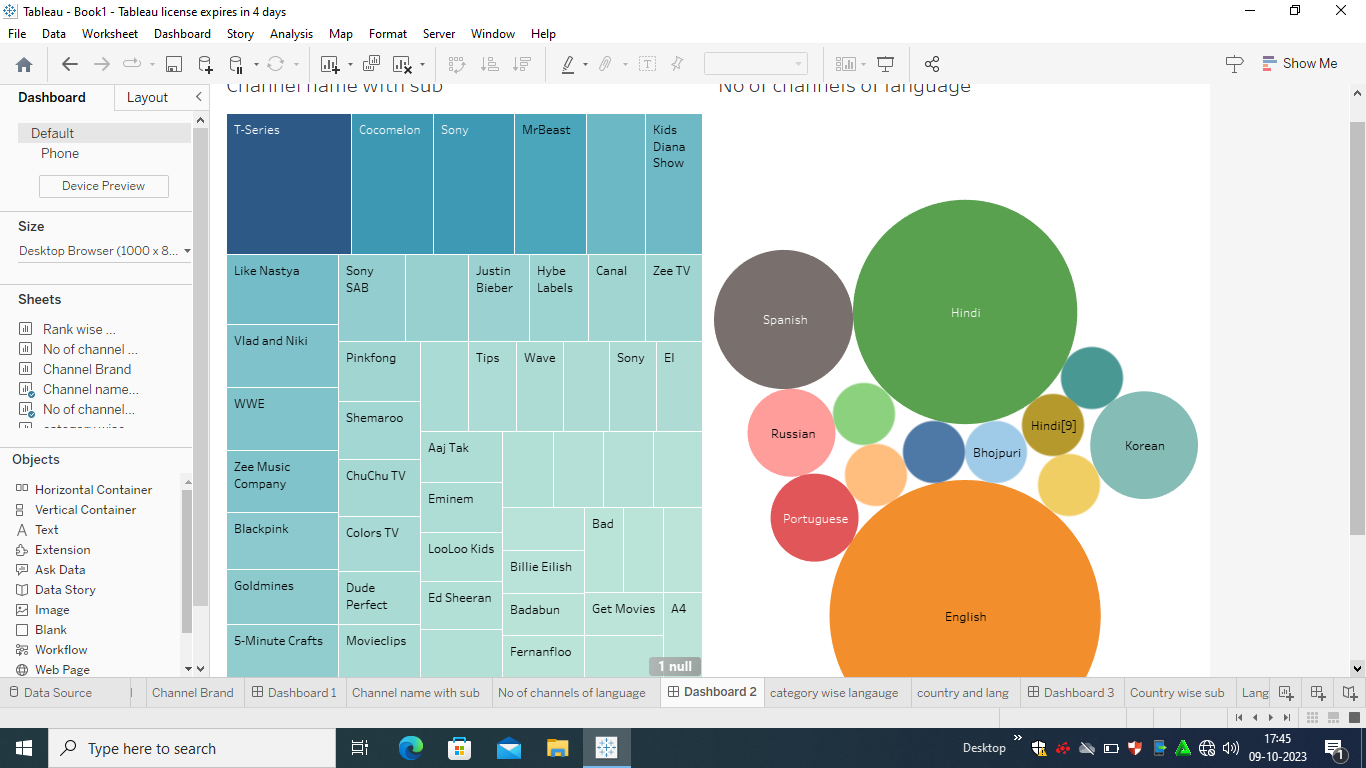 Tableau - Book1 - Tableau license expires in 4 days
File Data Worksheet Dashboard Story Analysis Map Format Server Window Help
Show Me
Dashboard Layout
Default
Phone
Device Preview
Size
Desktop Browser (1000 x 8...
Sheets
Rank wise ...
No of channel ...
Channel Brand
Channel name...
No of channel...
Objects
Horizontal Container
Vertical Container
Text
Extension
Ask Data
Data Story
Image
Blank
Workflow
Web Page
Channel name with sub
T-Series
Cocomelon
Sony
MrBeast
Kids
Diana
Show
Like Nastya
Sony
SAB
Justin
Bieber
Hybe
Labels
Canal
Zee TV
Vlad and Niki
Pinkfong
Tips
Wave
Sony
El
WWE
Shemaroo
Aaj Tak
Zee Music
Company
ChuChu TV
Eminem
Blackpink
Colors TV
LooLoo Kids
Bad
Billie Eilish
Goldmines
Dude
Perfect
Ed Sheeran
Badabun
Get Movies
A4
5-Minute Crafts
Movieclips
Fernanfloo
1 null
No of channels of language
Hindi
Spanish
Russian
Hindi[9]
Bhojpuri
Korean
Portuguese
English
Data Source
Channel Brand
Dashboard 1
Channel name with sub
No of channels of language
Dashboard 2
category wise langauge
country and lang
Dashboard 3
Country wise sub
Lang
Type here to search
Desktop
17:45
09-10-2023
1